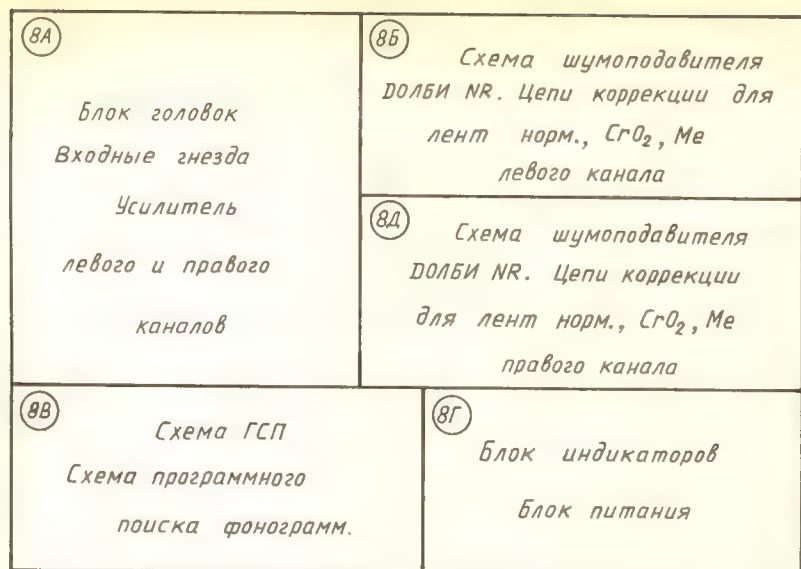 8А
Блок головок
Входные гнезда
Усилитель
левого и правого
каналов
8Б
Схема шумоподавителя
ДОЛБИ NR. Цепи коррекции для
лент норм., CrO₂, Me
левого канала
8Д
Схема шумоподавителя
ДОЛБИ NR. Цепи коррекции
для лент норм., CrO₂, Me
правого канала
8В
Схема ГСП
Схема программного
поиска фонограмм.
8Г
Блок индикаторов
Блок питания